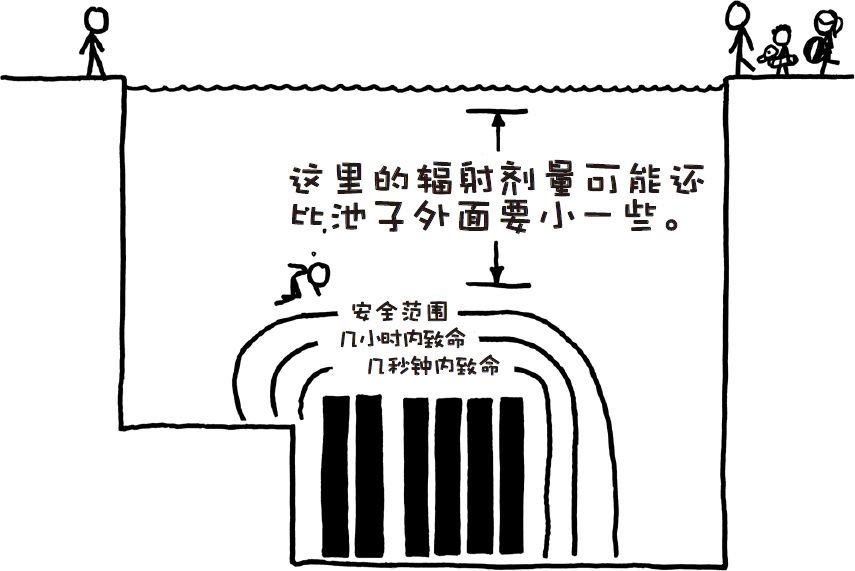 这里的辐射剂量可能还
比池子外面要小一些。
安全范围
几小时内致命
几秒钟内致命